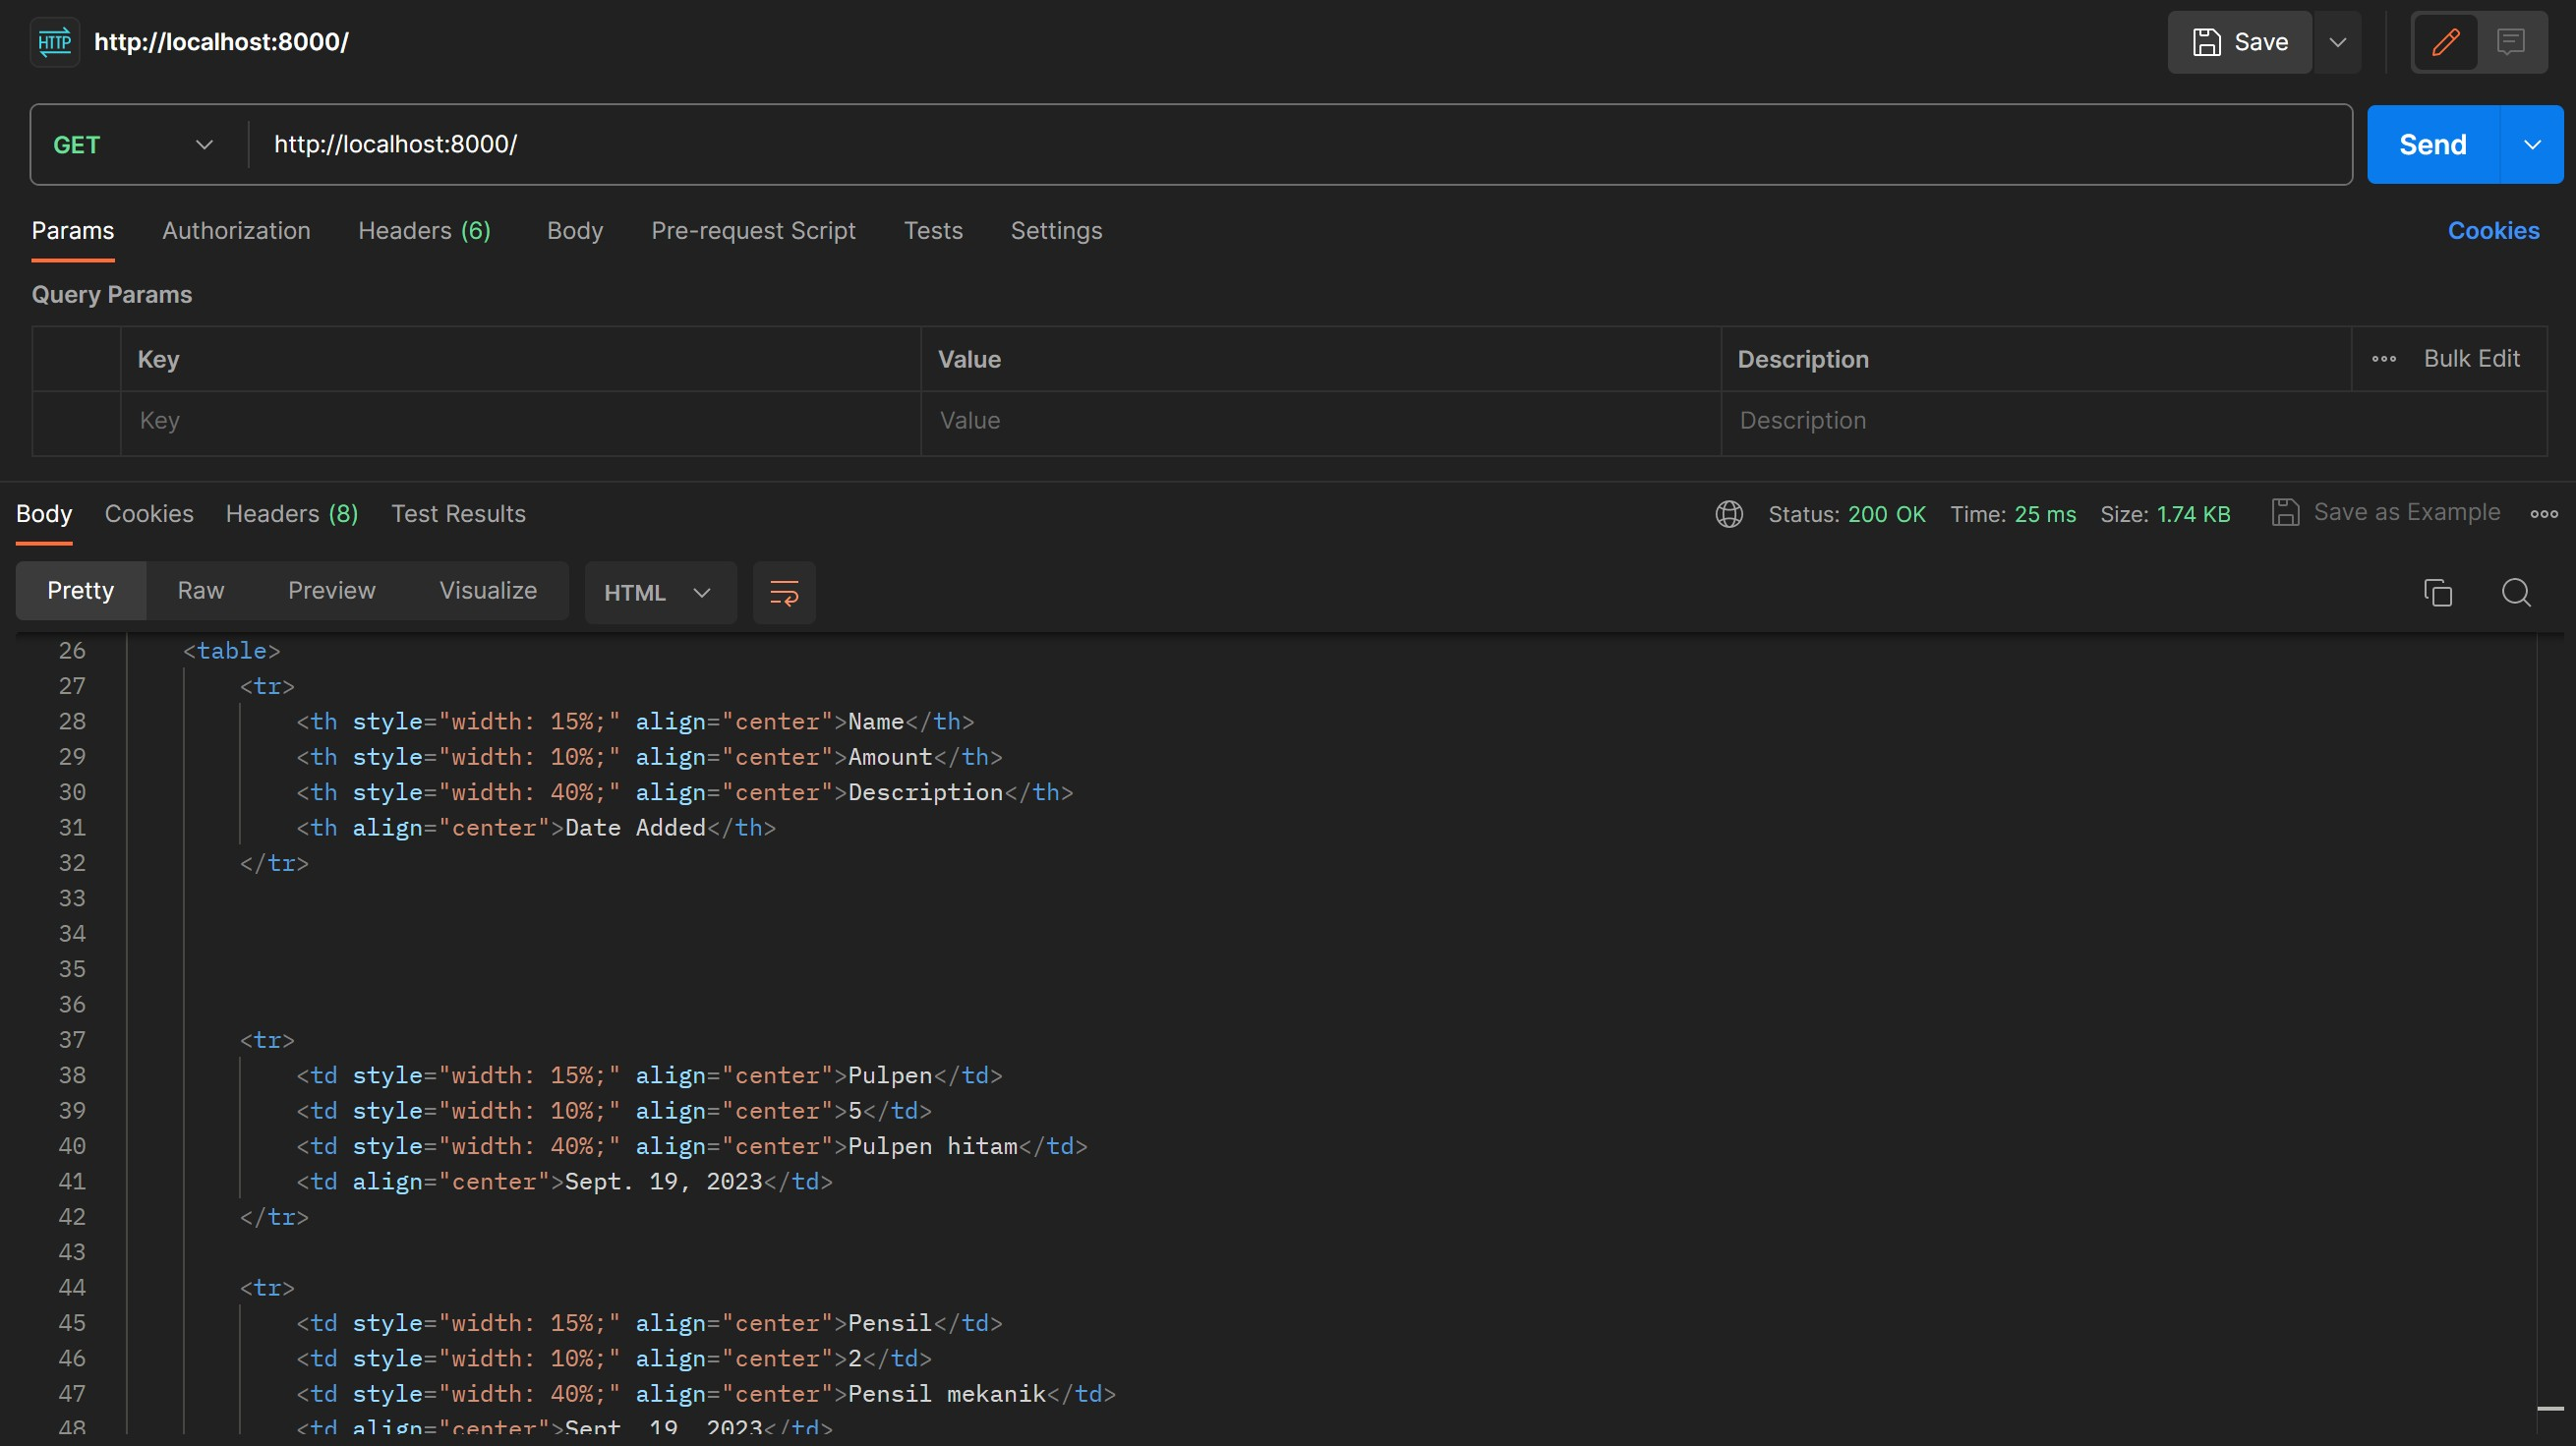 HTTP http://localhost:8000/ Save
GET http://localhost:8000/ Send
Params Authorization Headers (6) Body Pre-request Script Tests Settings Cookies
Query Params
Key Value Description Bulk Edit
Key Value Description
Body Cookies Headers (8) Test Results Status: 200 OK Time: 25 ms Size: 1.74 KB Save as Example
Pretty Raw Preview Visualize HTML
26 <table>
27 <tr>
28 <th style="width: 15%;" align="center">Name</th>
29 <th style="width: 10%;" align="center">Amount</th>
30 <th style="width: 40%;" align="center">Description</th>
31 <th align="center">Date Added</th>
32 </tr>
33
34
35
36
37 <tr>
38 <td style="width: 15%;" align="center">Pulpen</td>
39 <td style="width: 10%;" align="center">5</td>
40 <td style="width: 40%;" align="center">Pulpen hitam</td>
41 <td align="center">Sept. 19, 2023</td>
42 </tr>
43
44 <tr>
45 <td style="width: 15%;" align="center">Pensil</td>
46 <td style="width: 10%;" align="center">2</td>
47 <td style="width: 40%;" align="center">Pensil mekanik</td>
48 <td align="center">Sept. 19, 2023</td>